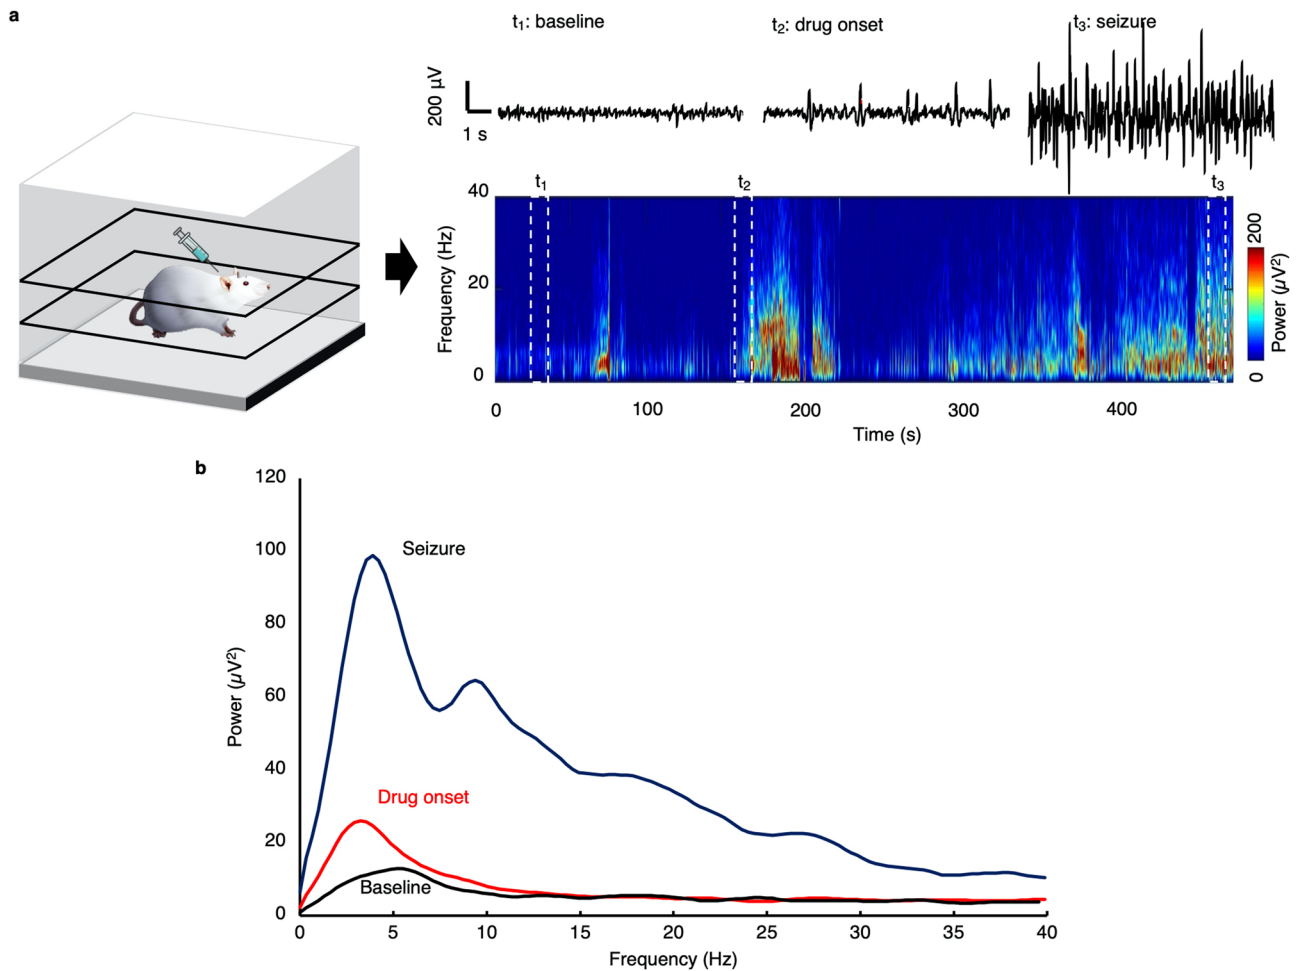 a
t₁: baseline
t₂: drug onset
t₃: seizure
200 µV
1 s
t₁
t₂
t₃
Frequency (Hz)
40
20
0
0
100
200
300
400
Time (s)
200
0
Power (µV²)
b
Power (µV²)
120
100
80
60
40
20
0
Seizure
Drug onset
Baseline
0
5
10
15
20
25
30
35
40
Frequency (Hz)